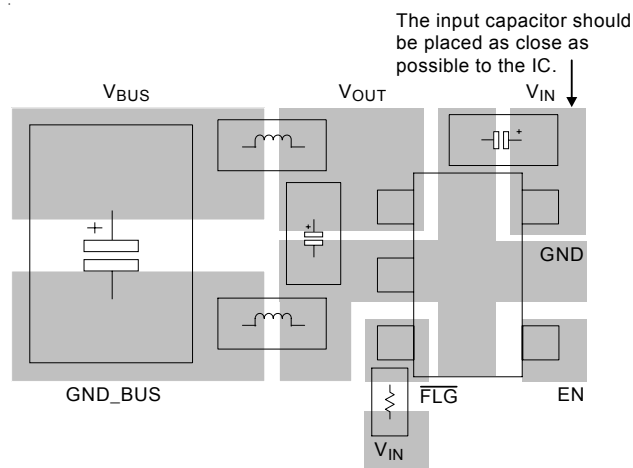 The input capacitor should
be placed as close as
possible to the IC.
VBUS
VOUT
VIN
+
+
+
GND
GND_BUS
FLG
EN
VIN